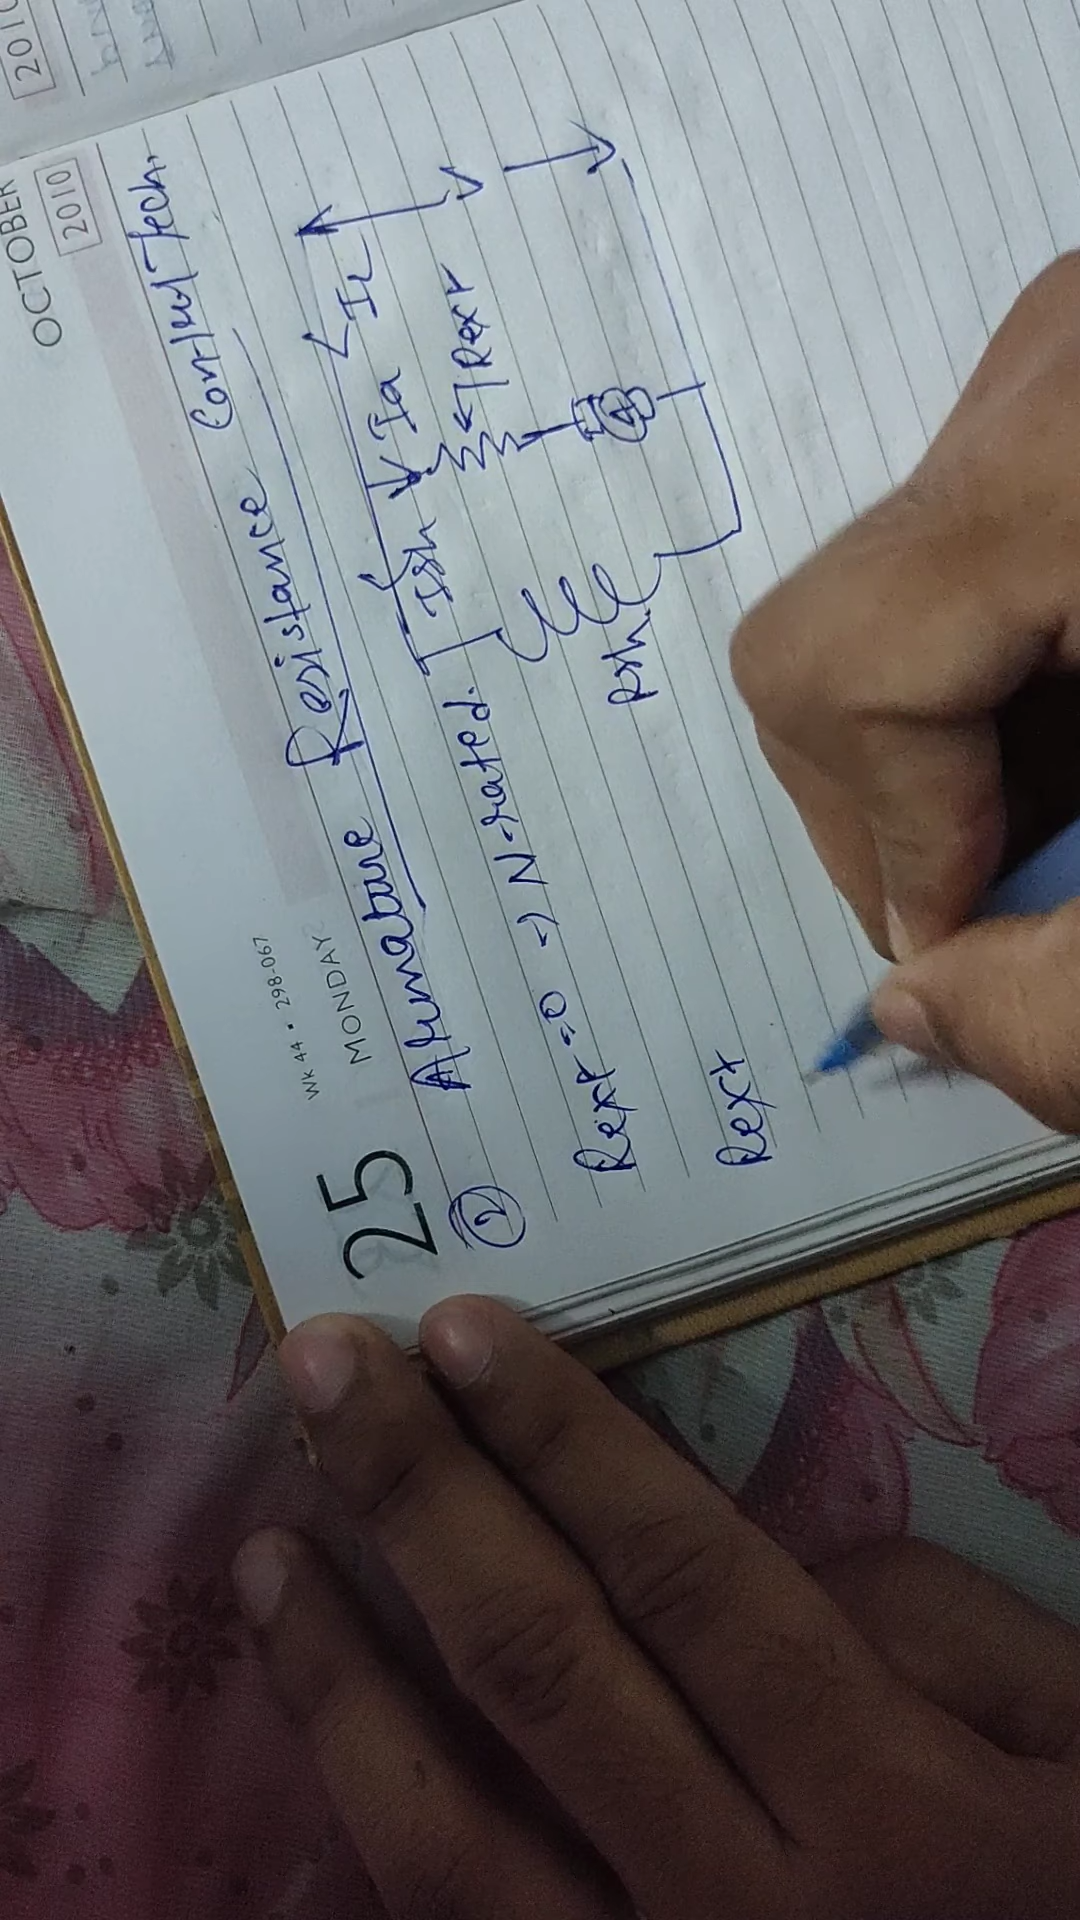 OCTOBER
2010
2010
25
WK 44 • 298-067
MONDAY
② Armature Resistance Control Tech.
Rext=0 => N-rated.
Ish
Ia
IL
Rext
V
A
Rsh
Rext